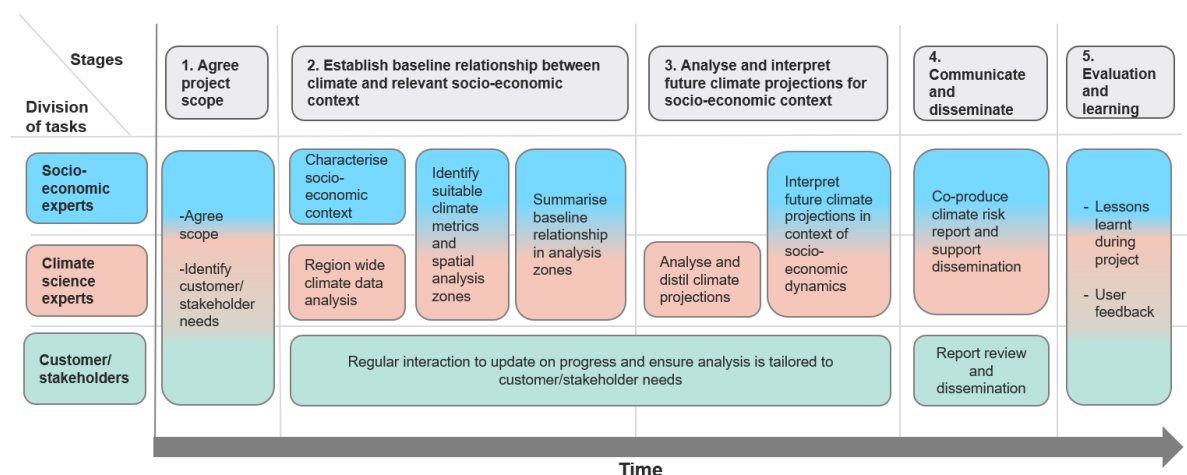 Stages
Division
of tasks
1. Agree
project
scope
2. Establish baseline relationship between
climate and relevant socio-economic
context
3. Analyse and interpret
future climate projections for
socio-economic context
4.
Communicate
and
disseminate
5.
Evaluation
and
learning
Socio-
economic
experts
Climate
science
experts
Customer/
stakeholders
-Agree
scope
-Identify
customer/
stakeholder
needs
Characterise
socio-
economic
context
Region wide
climate data
analysis
Identify
suitable
climate
metrics
and
spatial
analysis
zones
Summarise
baseline
relationship
in analysis
zones
Analyse and
distil climate
projections
Interpret
future climate
projections in
context of
socio-
economic
dynamics
Regular interaction to update on progress and ensure analysis is tailored to
customer/stakeholder needs
Co-produce
climate risk
report and
support
dissemination
Report review
and
dissemination
- Lessons
learnt
during
project
- User
feedback
Time